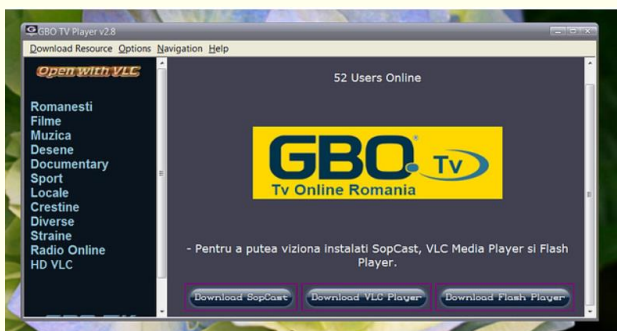 GBO TV Player v2.8
Download Resource Options Navigation Help
Open with VLC
Romanesti
Filme
Muzica
Desene
Documentary
Sport
Locale
Crestine
Diverse
Straine
Radio Online
HD VLC
52 Users Online
GBO Tv
Tv Online Romania
- Pentru a putea viziona instalati SopCast, VLC Media Player si Flash
Player.
Download SopCast
Download VLC Player
Download Flash Player